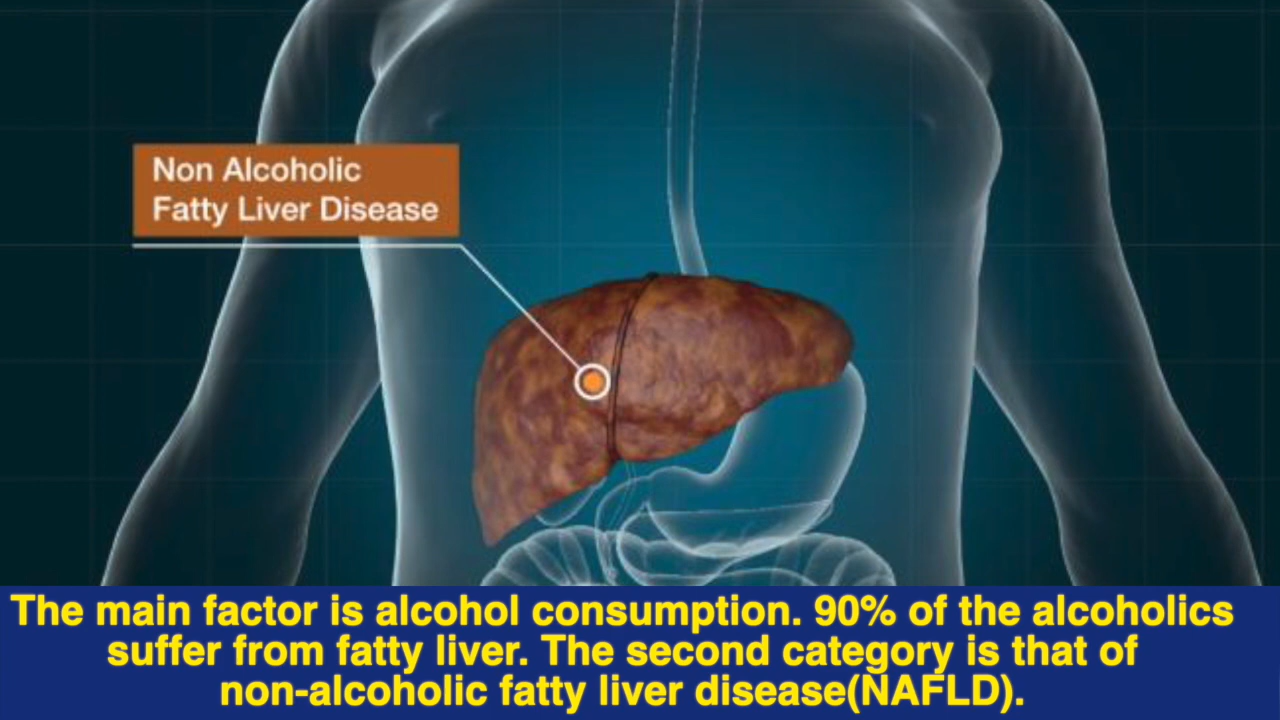 Non Alcoholic
Fatty Liver Disease
The main factor is alcohol consumption. 90% of the alcoholics
suffer from fatty liver. The second category is that of
non-alcoholic fatty liver disease(NAFLD).